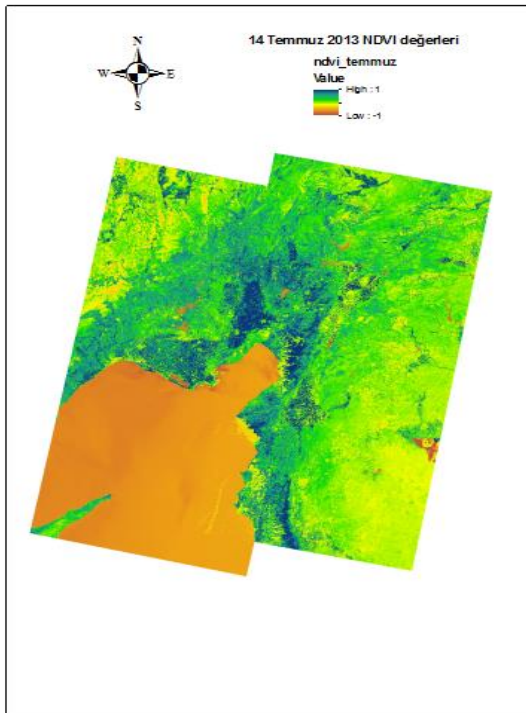 14 Temmuz 2013 NDVI değerleri
ndvi_temmuz
Value
High : 1
Low : -1
N
W
E
S